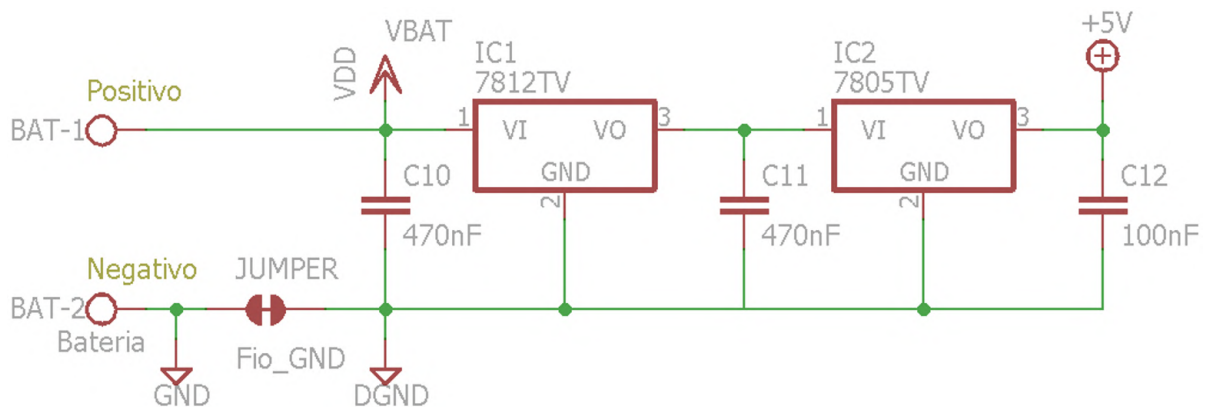 VBAT
VDD
Positivo
BAT-1
IC1
7812TV
1
VI
VO
3
GND
2
C10
470nF
C11
470nF
IC2
7805TV
1
VI
VO
3
GND
2
+5V
C12
100nF
Negativo
BAT-2
Bateria
JUMPER
Fio_GND
GND
DGND